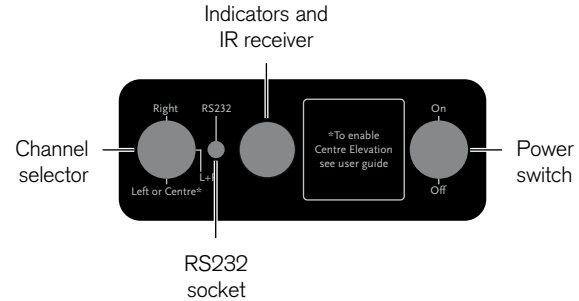 Indicators and
IR receiver
Right
RS232
On
*To enable
Centre Elevation
see user guide
Channel
selector
Power
switch
L+R
Left or Centre*
Off
RS232
socket